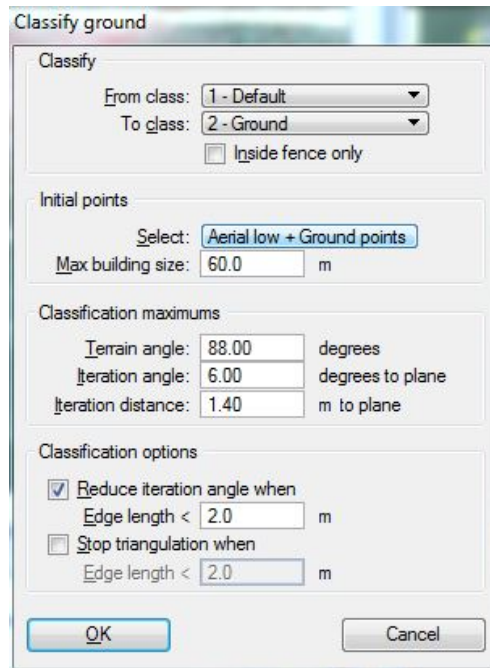 Classify ground
Classify
From class: 1 - Default
To class: 2 - Ground
Inside fence only
Initial points
Select: Aerial low + Ground points
Max building size: 60.0 m
Classification maximums
Terrain angle: 88.00 degrees
Iteration angle: 6.00 degrees to plane
Iteration distance: 1.40 m to plane
Classification options
Reduce iteration angle when
Edge length < 2.0 m
Stop triangulation when
Edge length < 2.0 m
OK Cancel